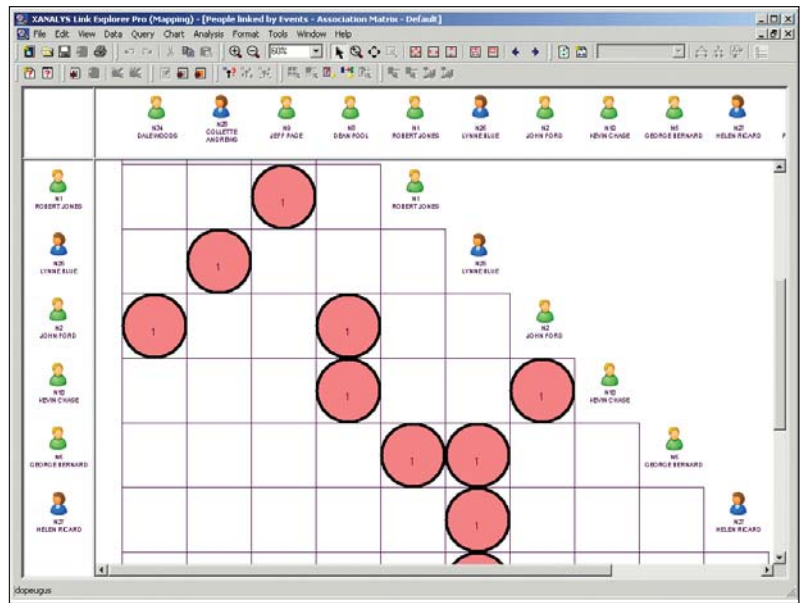 XANALYS Link Explorer Pro (Mapping) - [People linked by Events - Association Matrix - Default]
File Edit View Data Query Chart Analysis Format Tools Window Help
60%
N34
DALE WOODS
COLLETTE
ANDREWS
N9
JEFF PAGE
N8
DEAN POOL
N1
ROBERT JONES
N26
LYNNE BLUE
N2
JOHN FORD
N10
KEVIN CHASE
N5
GEORGE BERNARD
N27
HELEN RICARD
N1
ROBERT JONES
1
N1
ROBERT JONES
N26
LYNNE BLUE
1
N26
LYNNE BLUE
N2
JOHN FORD
1
1
N2
JOHN FORD
N10
KEVIN CHASE
1
1
N10
KEVIN CHASE
N5
GEORGE BERNARD
1
1
N5
GEORGE BERNARD
N27
HELEN RICARD
1
N27
HELEN RICARD
dopeugus